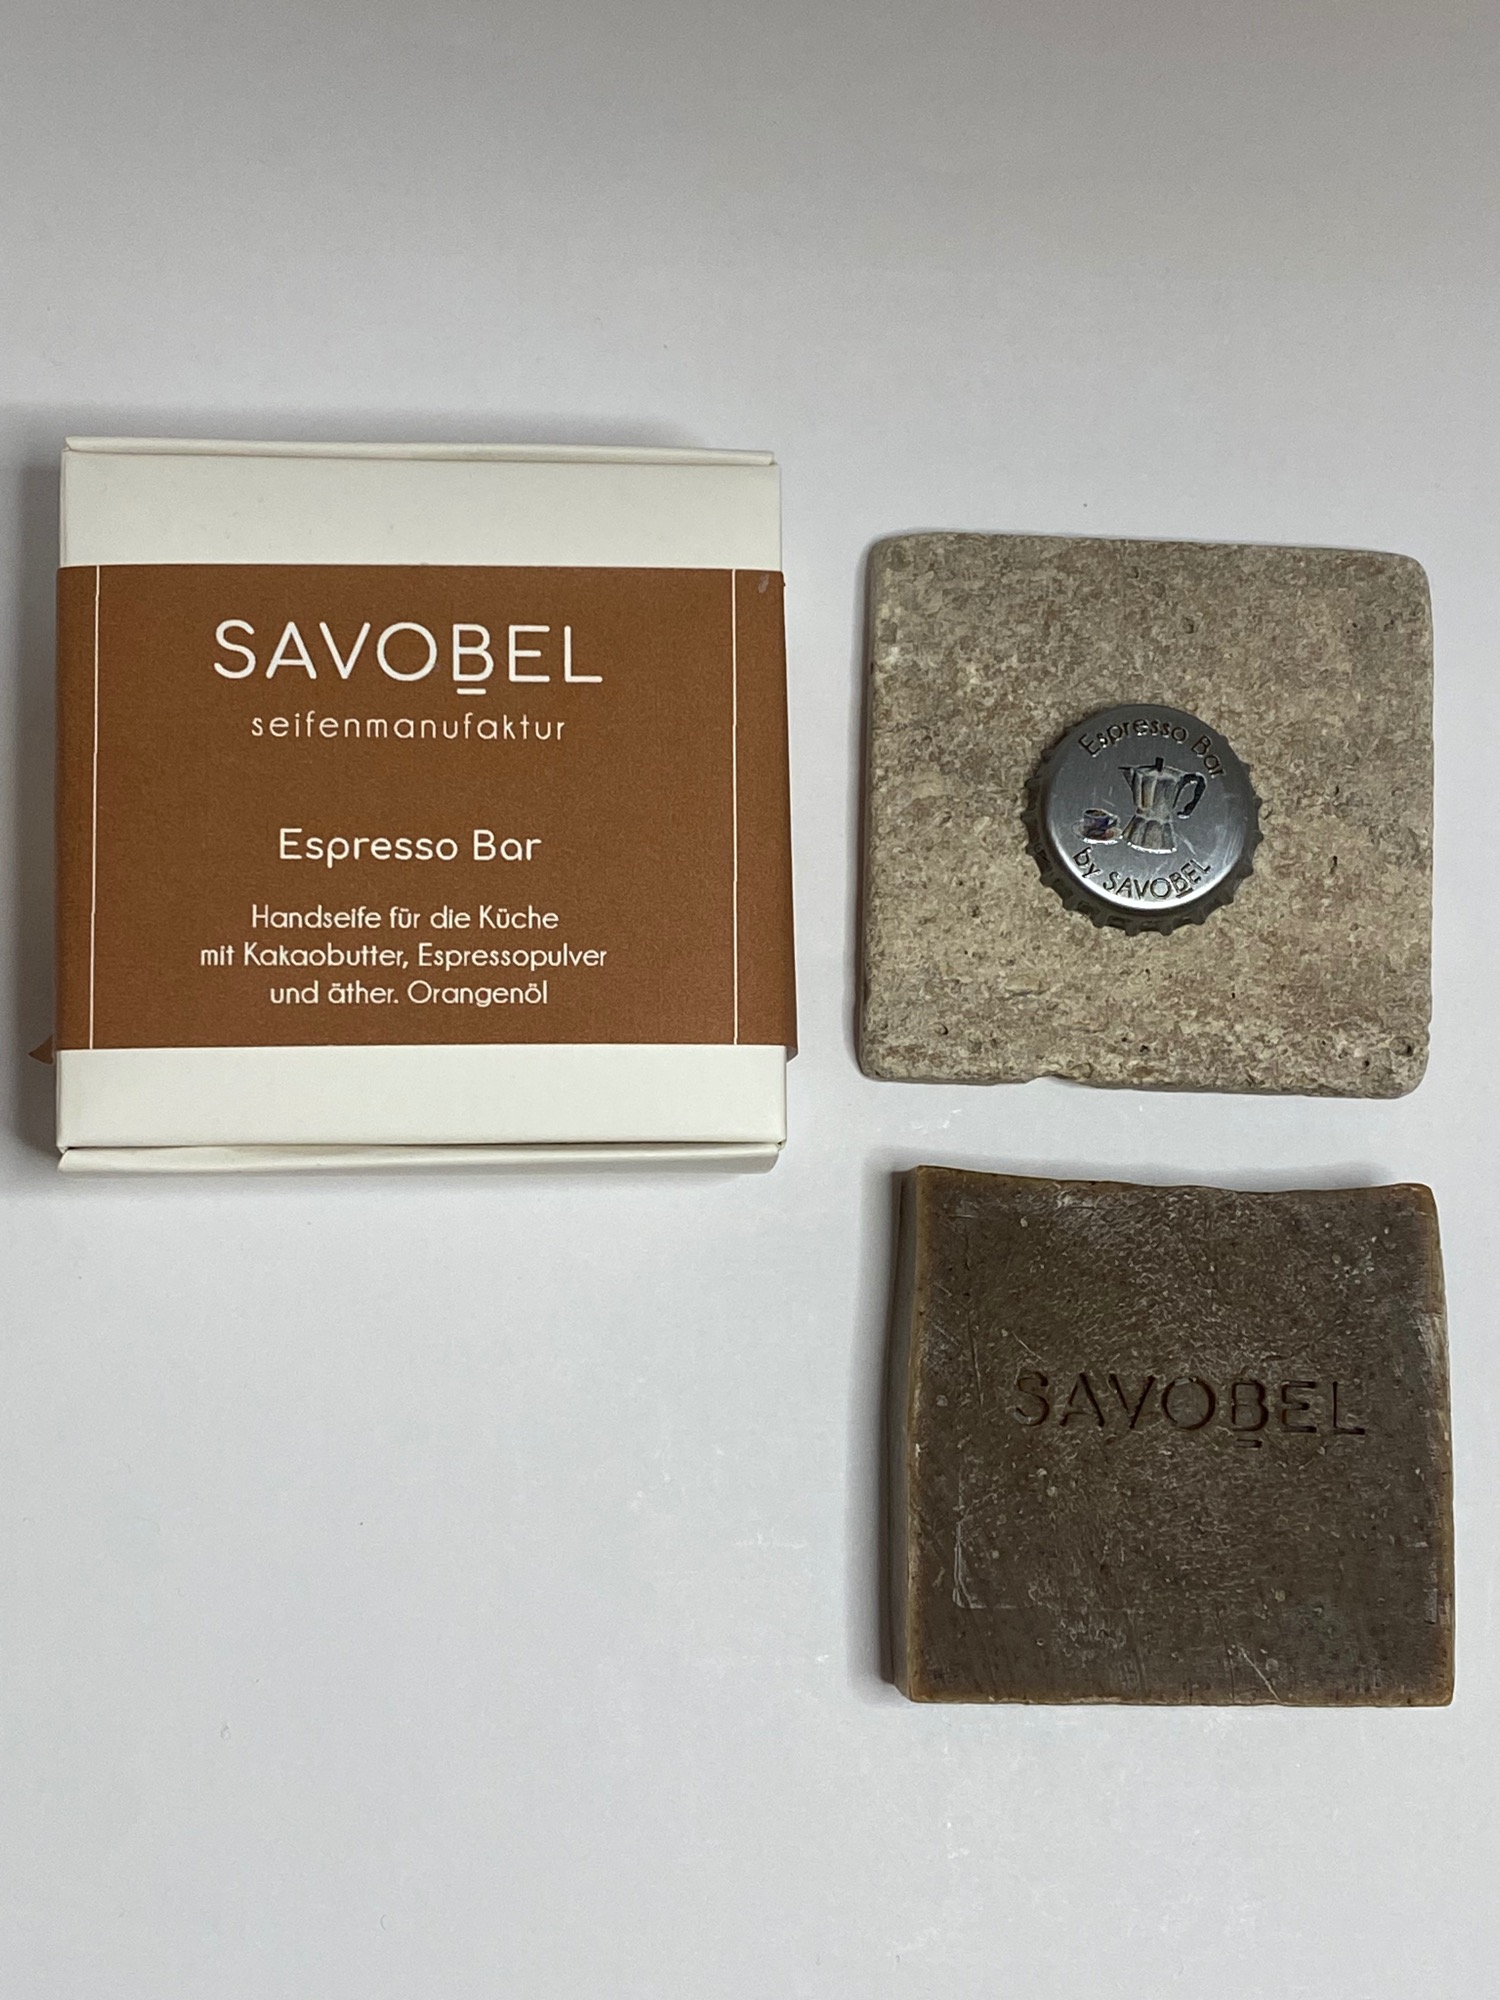 SAVOBEL
seifenmanufaktur
Espresso Bar
Handseife für die Küche
mit Kakaobutter, Espressopulver
und äther. Orangenöl
Espresso Bar
by SAVOBEL
SAVOBEL